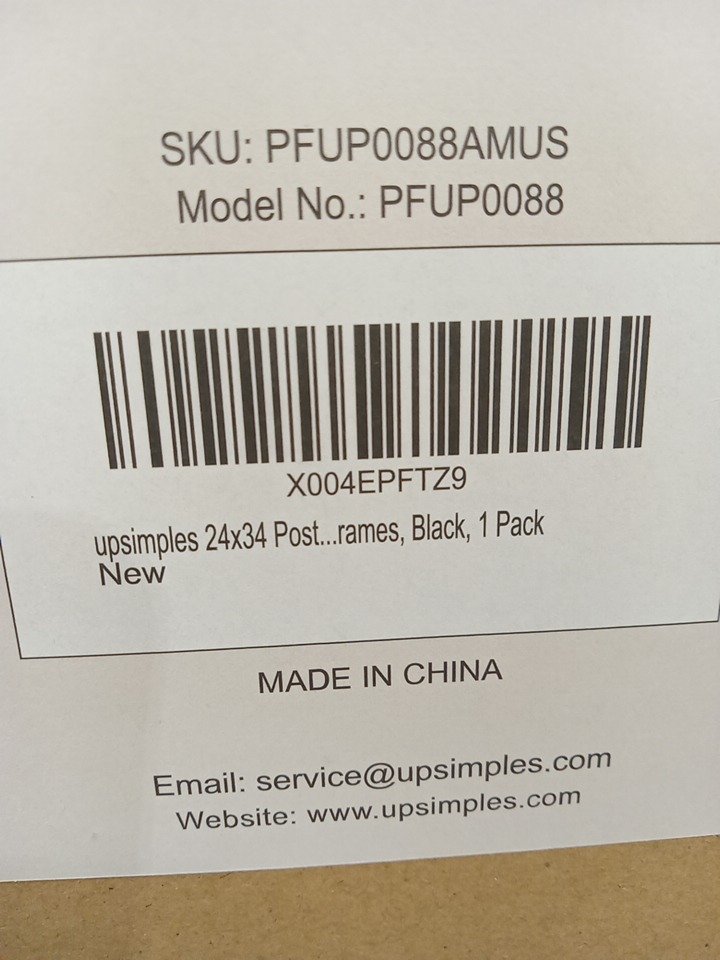 SKU: PFUP0088AMUS
Model No.: PFUP0088
X004EPFTZ9
upsimples 24x34 Post...rames, Black, 1 Pack
New
MADE IN CHINA
Email: service@upsimples.com
Website: www.upsimples.com